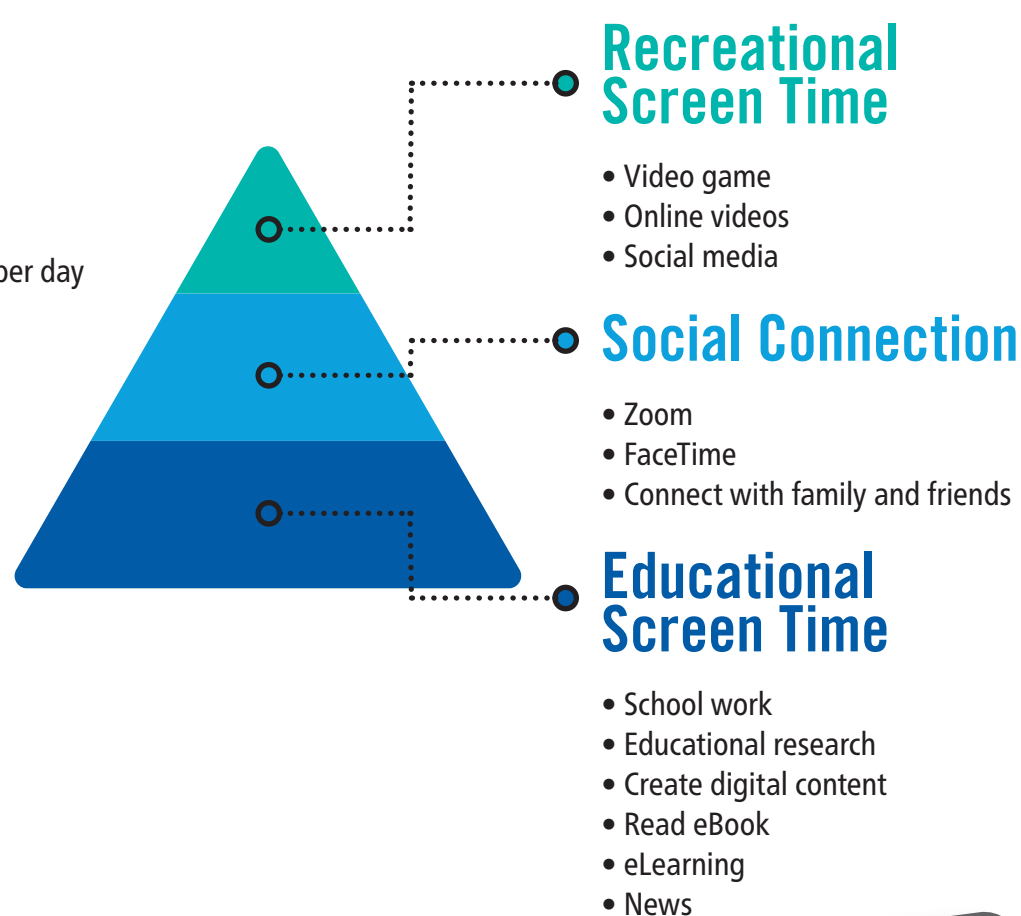 Recreational
Screen Time
• Video game
• Online videos
• Social media
per day
Social Connection
• Zoom
• FaceTime
• Connect with family and friends
Educational
Screen Time
• School work
• Educational research
• Create digital content
• Read eBook
• eLearning
• News